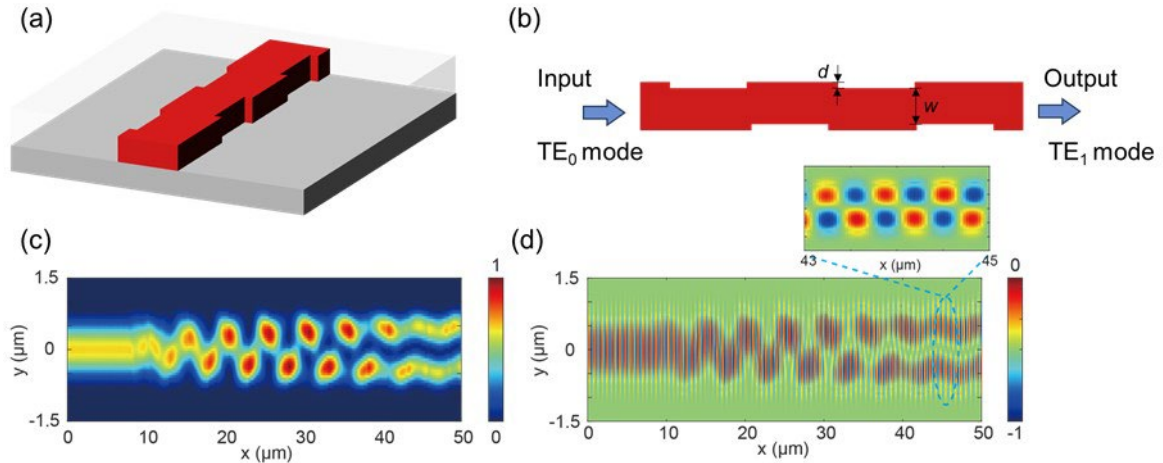 (a)
(b)
Input
TE₀ mode
d
w
Output
TE₁ mode
43
x (μm)
45
(c)
1.5
0
-1.5
y (μm)
0
10
20
30
40
50
x (μm)
1
0
(d)
1.5
0
-1.5
y (μm)
0
10
20
30
40
50
x (μm)
0
-1